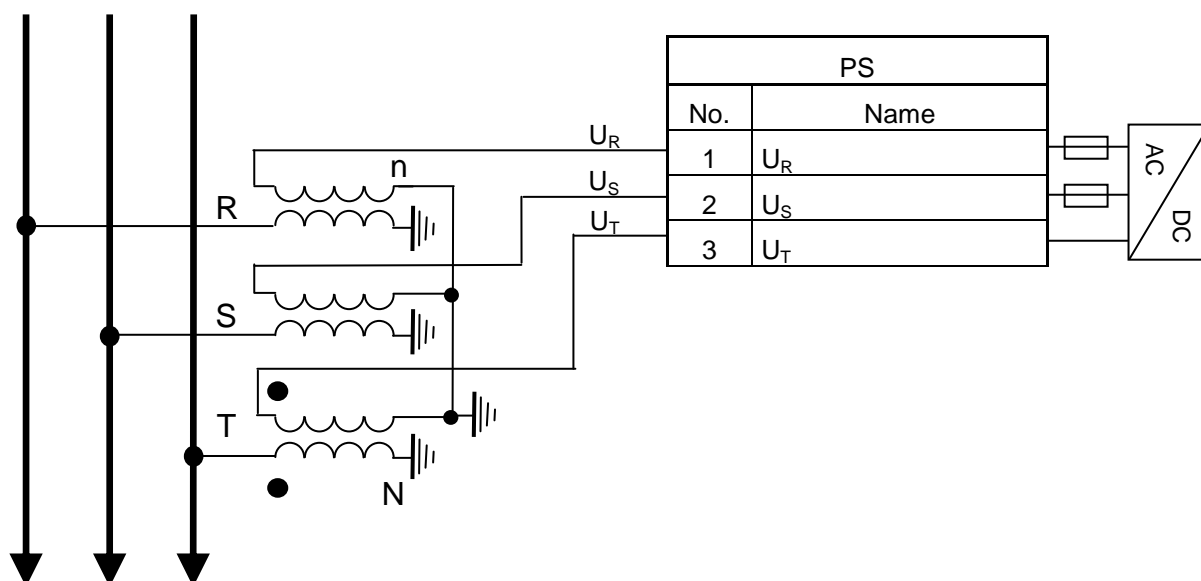 PS
No. Name
1 U_R
2 U_S
3 U_T
U_R
U_S
U_T
n
R
S
T
N
AC
DC